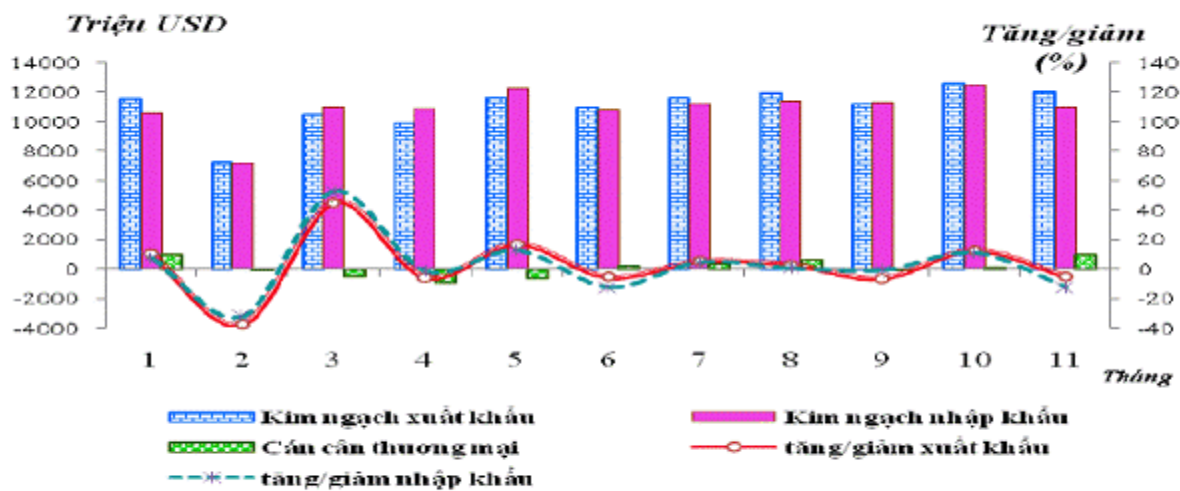 Triệu USD
Tăng/giảm
(%)
14000
12000
10000
8000
6000
4000
2000
0
-2000
-4000
140
120
100
80
60
40
20
0
-20
-40
1 2 3 4 5 6 7 8 9 10 11
Tháng
Kim ngạch xuất khẩu
Kim ngạch nhập khẩu
Cán cân thương mại
tăng/giảm xuất khẩu
tăng/giảm nhập khẩu